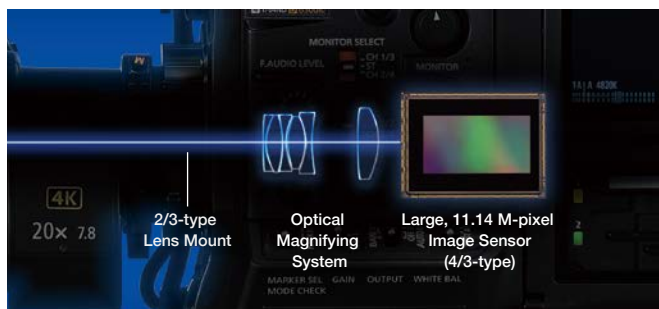 MONITOR SELECT
F.AUDIO LEVEL
CH 1/3
ST
CH 2/4
MONITOR
4K
20× 7.8
2/3-type
Lens Mount
Optical
Magnifying
System
Large, 11.14 M-pixel
Image Sensor
(4/3-type)
2
MARKER SEL GAIN OUTPUT WHITE BAL
MODE CHECK